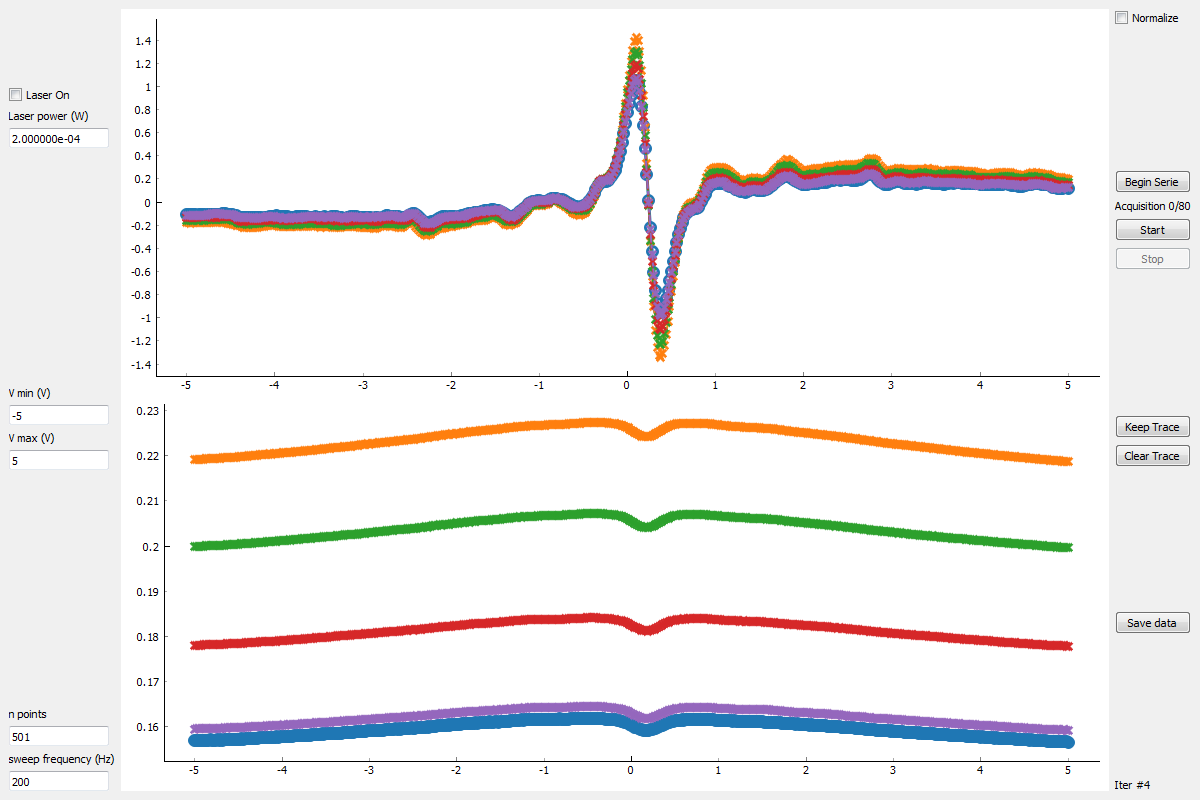 Laser On
Laser power (W)
2.000000e-04
V min (V)
-5
V max (V)
5
n points
501
sweep frequency (Hz)
200
1.4
1.2
1
0.8
0.6
0.4
0.2
0
-0.2
-0.4
-0.6
-0.8
-1
-1.2
-1.4
-5 -4 -3 -2 -1 0 1 2 3 4 5
0.23
0.22
0.21
0.2
0.19
0.18
0.17
0.16
-5 -4 -3 -2 -1 0 1 2 3 4 5
Normalize
Begin Serie
Acquisition 0/80
Start
Stop
Keep Trace
Clear Trace
Save data
Iter #4